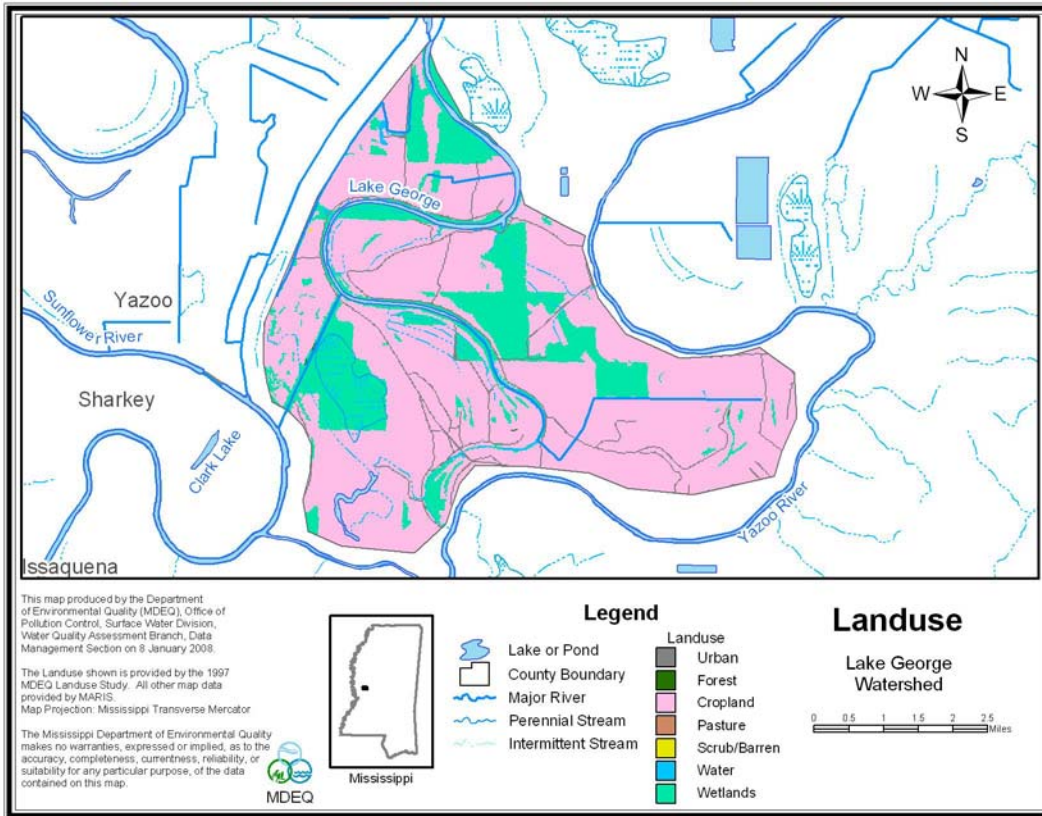 N
W E
S
Lake George
Yazoo
Sunflower River
Sharkey
Clark Lake
Yazoo River
Issaquena
This map produced by the Department
of Environmental Quality (MDEQ), Office of
Pollution Control, Surface Water Division,
Water Quality Assessment Branch, Data
Management Section on 8 January 2008.
The Landuse shown is provided by the 1997
MDEQ Landuse Study. All other map data
provided by MARIS.
Map Projection: Mississippi Transverse Mercator
The Mississippi Department of Environmental Quality
makes no warranties, expressed or implied, as to the
accuracy, completeness, currentness, reliability, or
suitability for any particular purpose, of the data
contained on this map.
MDEQ
Mississippi
Legend
Lake or Pond
County Boundary
Major River
Perennial Stream
Intermittent Stream
Landuse
Urban
Forest
Cropland
Pasture
Scrub/Barren
Water
Wetlands
Landuse
Lake George
Watershed
0 0.5 1 1.5 2 2.5
Miles